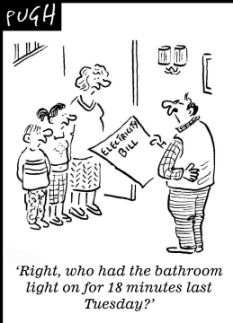 PUGH
ELECTRICITY
BILL
‘Right, who had the bathroom
light on for 18 minutes last
Tuesday?’